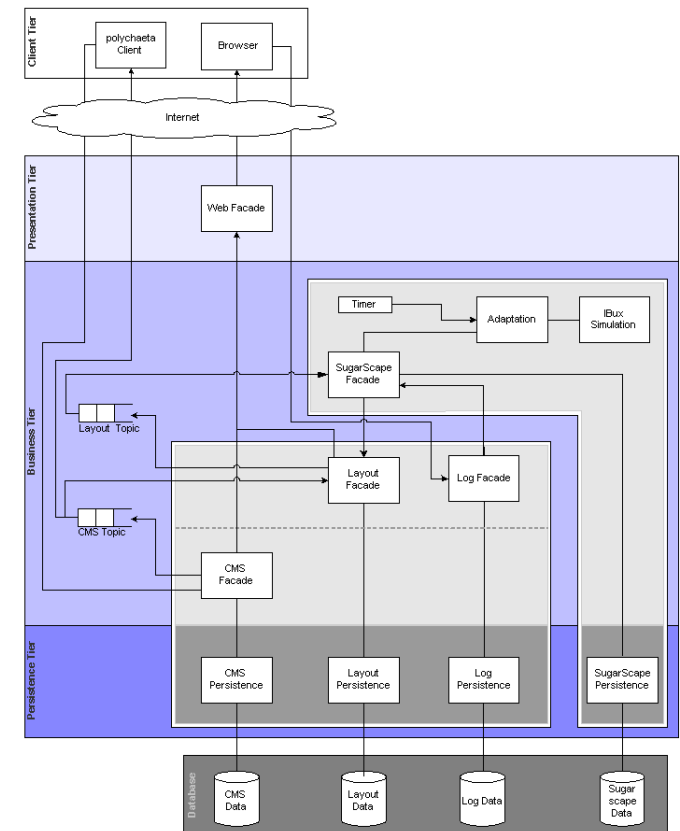 Client Tier
polychaeta
Client
Browser
Internet
Presentation Tier
Web Facade
Business Tier
Timer
Adaptation
IBux
Simulation
SugarScape
Facade
Layout Topic
Layout
Facade
Log Facade
CMS Topic
CMS
Facade
Persistence Tier
CMS
Persistence
Layout
Persistence
Log
Persistence
SugarScape
Persistence
Database
CMS
Data
Layout
Data
Log Data
Sugar
scape
Data